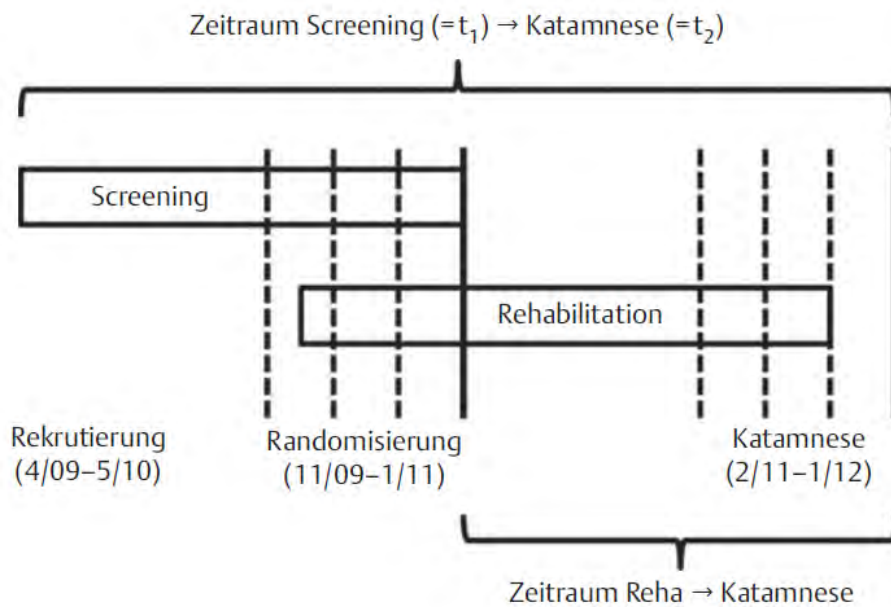 Zeitraum Screening (=t₁) → Katamnese (=t₂)
Screening
Rehabilitation
Rekrutierung
(4/09–5/10)
Randomisierung
(11/09–1/11)
Katamnese
(2/11–1/12)
Zeitraum Reha → Katamnese